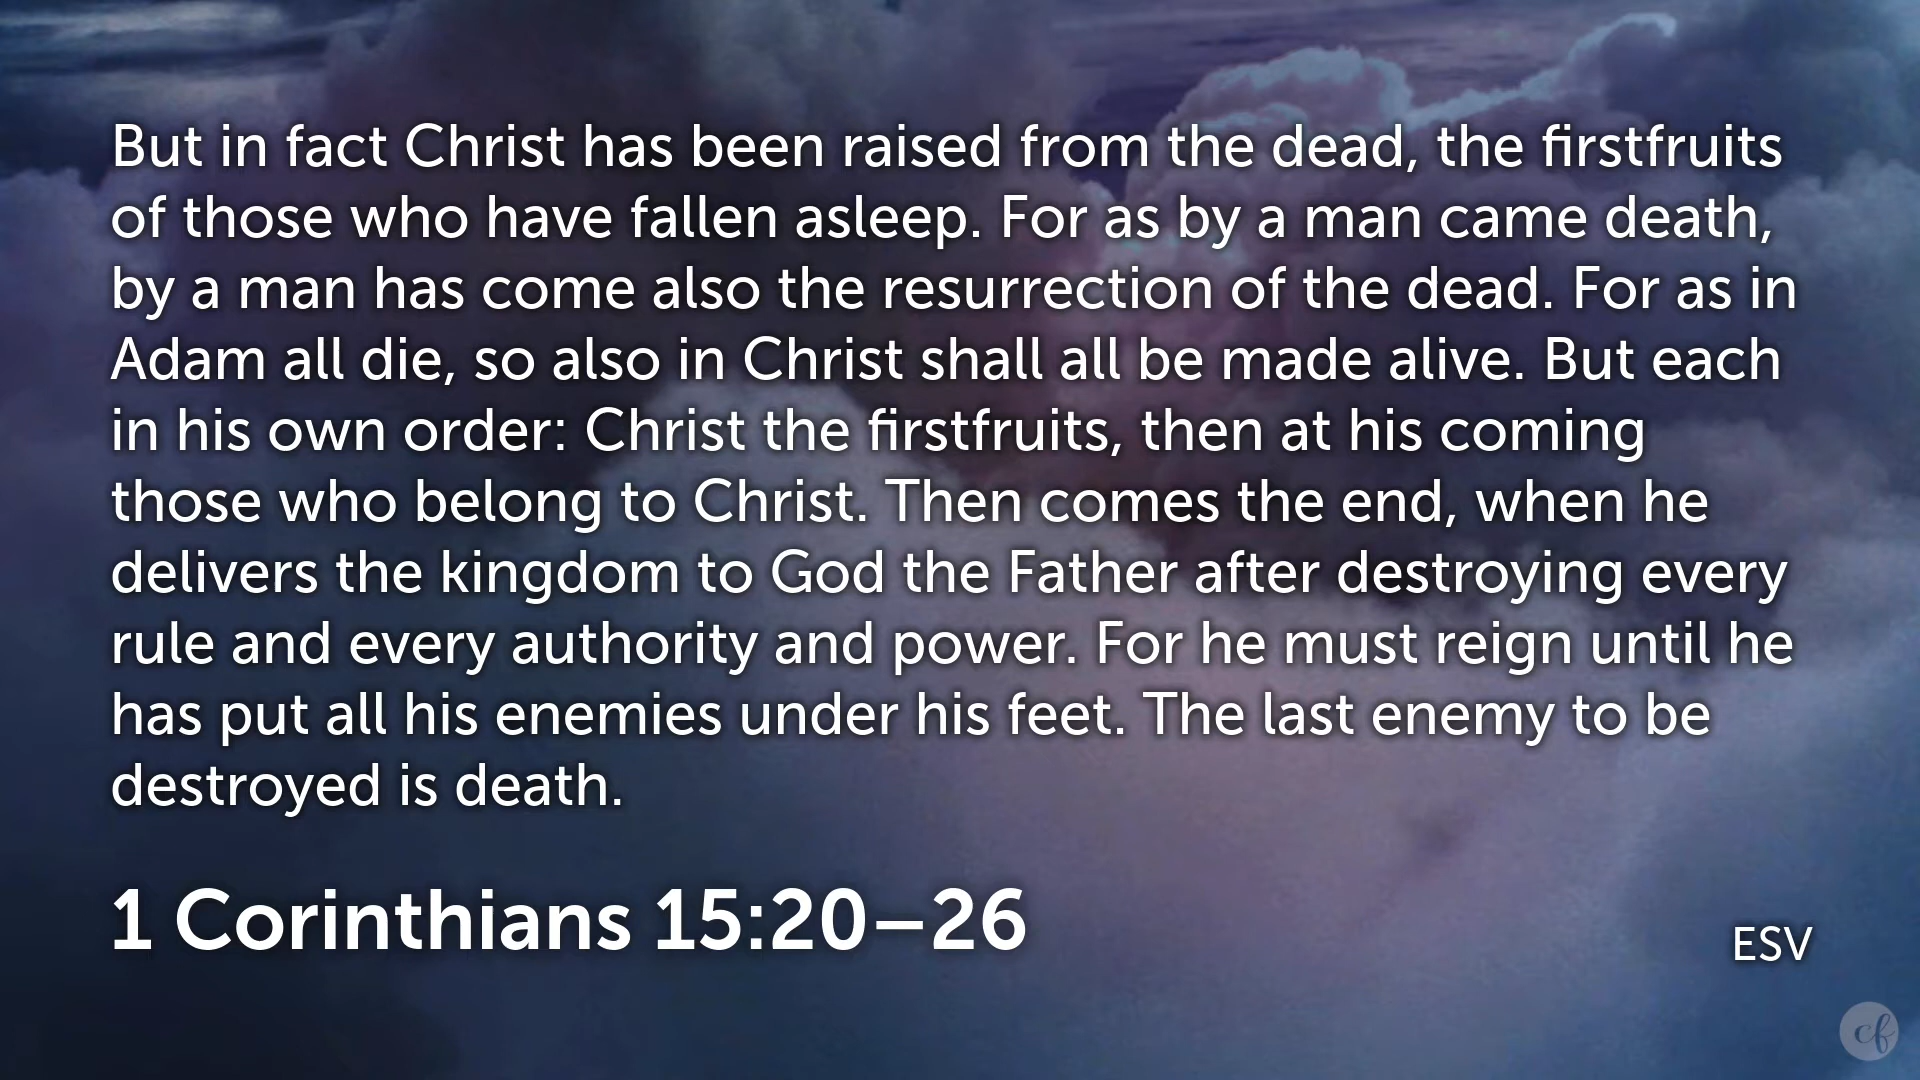 But in fact Christ has been raised from the dead, the firstfruits
of those who have fallen asleep. For as by a man came death,
by a man has come also the resurrection of the dead. For as in
Adam all die, so also in Christ shall all be made alive. But each
in his own order: Christ the firstfruits, then at his coming
those who belong to Christ. Then comes the end, when he
delivers the kingdom to God the Father after destroying every
rule and every authority and power. For he must reign until he
has put all his enemies under his feet. The last enemy to be
destroyed is death.
1 Corinthians 15:20–26
ESV
cf